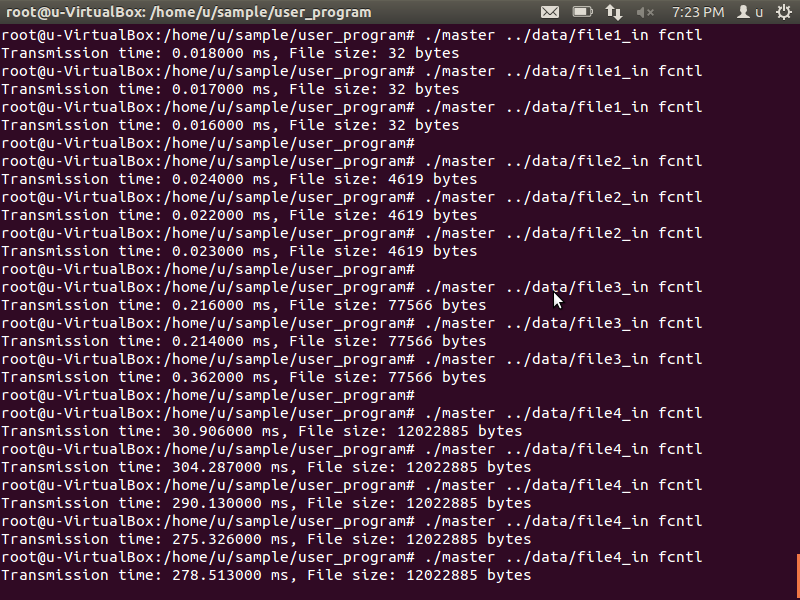 root@u-VirtualBox: /home/u/sample/user_program
7:23 PM
u
root@u-VirtualBox:/home/u/sample/user_program# ./master ../data/file1_in fcntl
Transmission time: 0.018000 ms, File size: 32 bytes
root@u-VirtualBox:/home/u/sample/user_program# ./master ../data/file1_in fcntl
Transmission time: 0.017000 ms, File size: 32 bytes
root@u-VirtualBox:/home/u/sample/user_program# ./master ../data/file1_in fcntl
Transmission time: 0.016000 ms, File size: 32 bytes
root@u-VirtualBox:/home/u/sample/user_program#
root@u-VirtualBox:/home/u/sample/user_program# ./master ../data/file2_in fcntl
Transmission time: 0.024000 ms, File size: 4619 bytes
root@u-VirtualBox:/home/u/sample/user_program# ./master ../data/file2_in fcntl
Transmission time: 0.022000 ms, File size: 4619 bytes
root@u-VirtualBox:/home/u/sample/user_program# ./master ../data/file2_in fcntl
Transmission time: 0.023000 ms, File size: 4619 bytes
root@u-VirtualBox:/home/u/sample/user_program#
root@u-VirtualBox:/home/u/sample/user_program# ./master ../data/file3_in fcntl
Transmission time: 0.216000 ms, File size: 77566 bytes
root@u-VirtualBox:/home/u/sample/user_program# ./master ../data/file3_in fcntl
Transmission time: 0.214000 ms, File size: 77566 bytes
root@u-VirtualBox:/home/u/sample/user_program# ./master ../data/file3_in fcntl
Transmission time: 0.362000 ms, File size: 77566 bytes
root@u-VirtualBox:/home/u/sample/user_program#
root@u-VirtualBox:/home/u/sample/user_program# ./master ../data/file4_in fcntl
Transmission time: 30.906000 ms, File size: 12022885 bytes
root@u-VirtualBox:/home/u/sample/user_program# ./master ../data/file4_in fcntl
Transmission time: 304.287000 ms, File size: 12022885 bytes
root@u-VirtualBox:/home/u/sample/user_program# ./master ../data/file4_in fcntl
Transmission time: 290.130000 ms, File size: 12022885 bytes
root@u-VirtualBox:/home/u/sample/user_program# ./master ../data/file4_in fcntl
Transmission time: 275.326000 ms, File size: 12022885 bytes
root@u-VirtualBox:/home/u/sample/user_program# ./master ../data/file4_in fcntl
Transmission time: 278.513000 ms, File size: 12022885 bytes